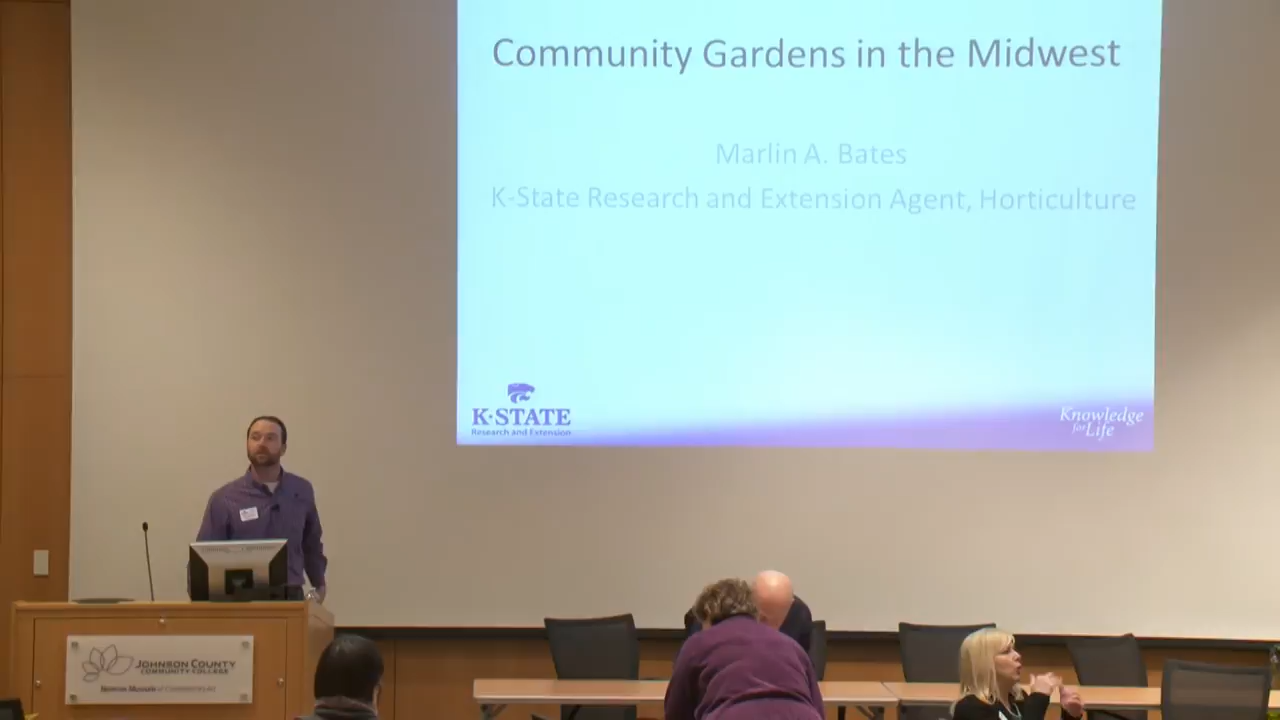 Community Gardens in the Midwest
Marlin A. Bates
K-State Research and Extension Agent, Horticulture
K·STATE
Research and Extension
Knowledge
for Life
JOHNSON COUNTY
COMMUNITY COLLEGE